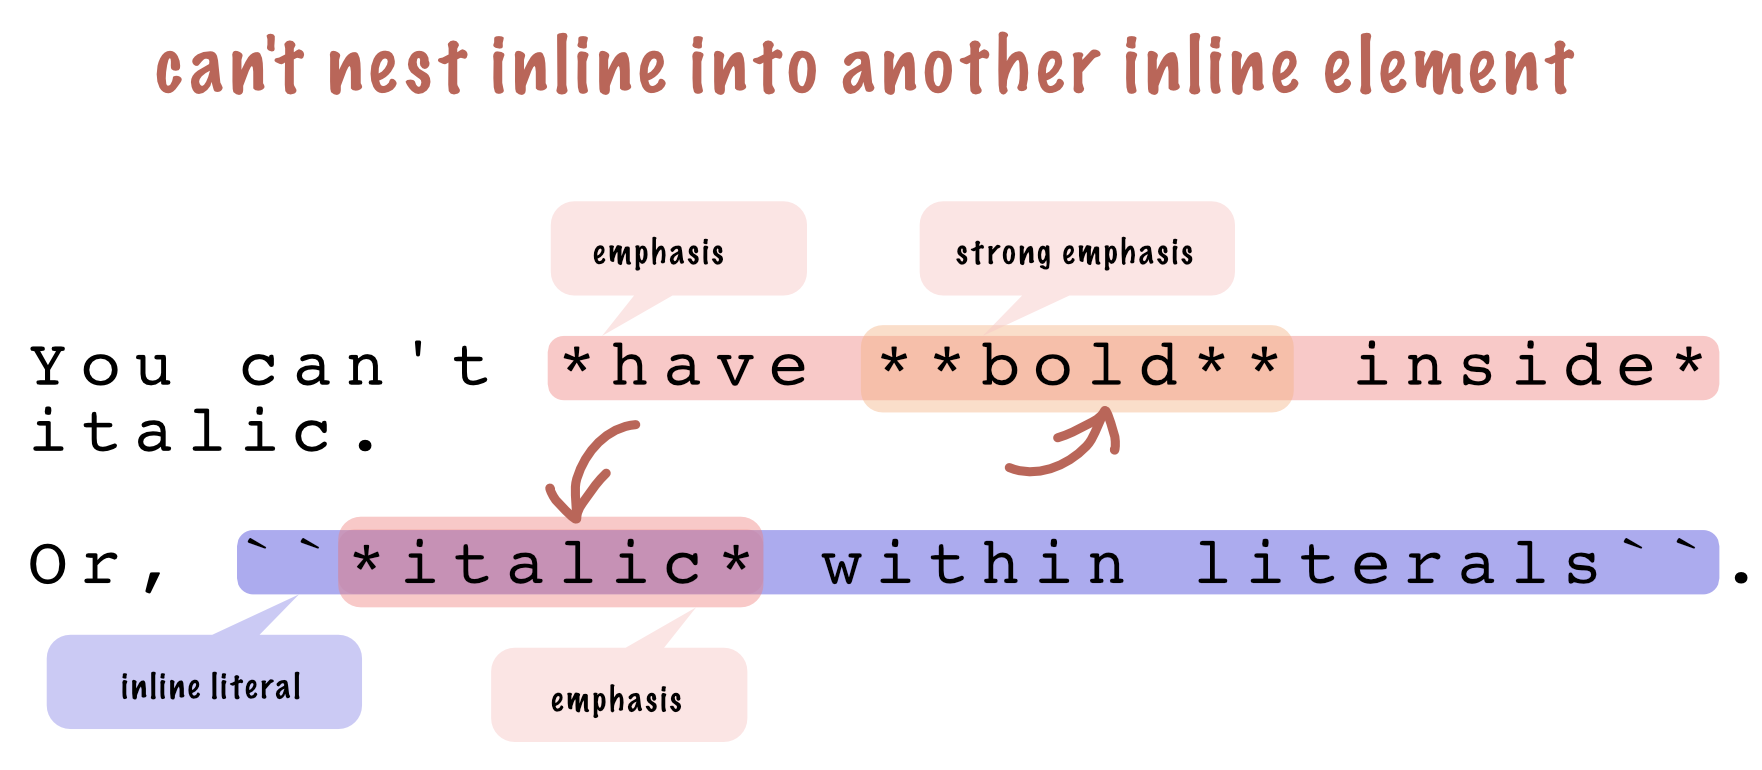 can't nest inline into another inline element
emphasis
strong emphasis
You can't *have **bold** inside*
italic.
Or, ``*italic* within literals``.
inline literal
emphasis